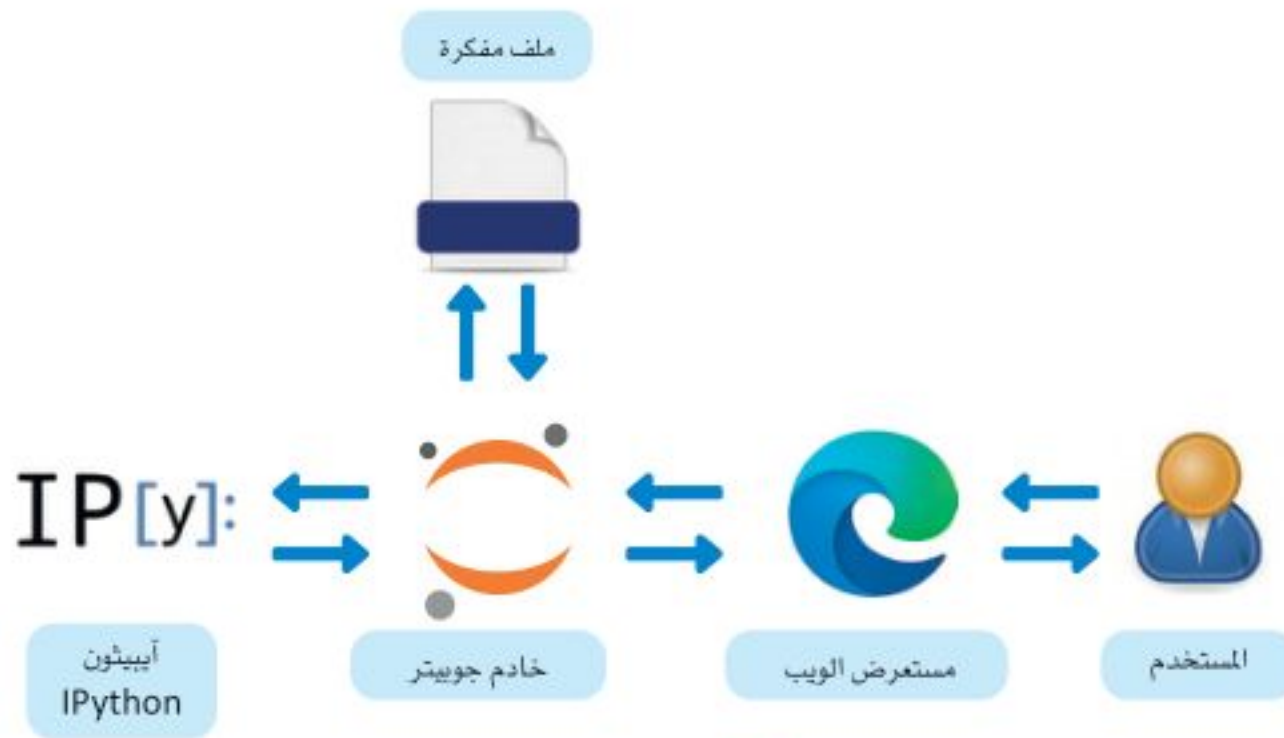 ملف مفكرة
IP[y]:
آيبيثون
IPython
خادم جوبيتر
مستعرض الويب
المستخدم